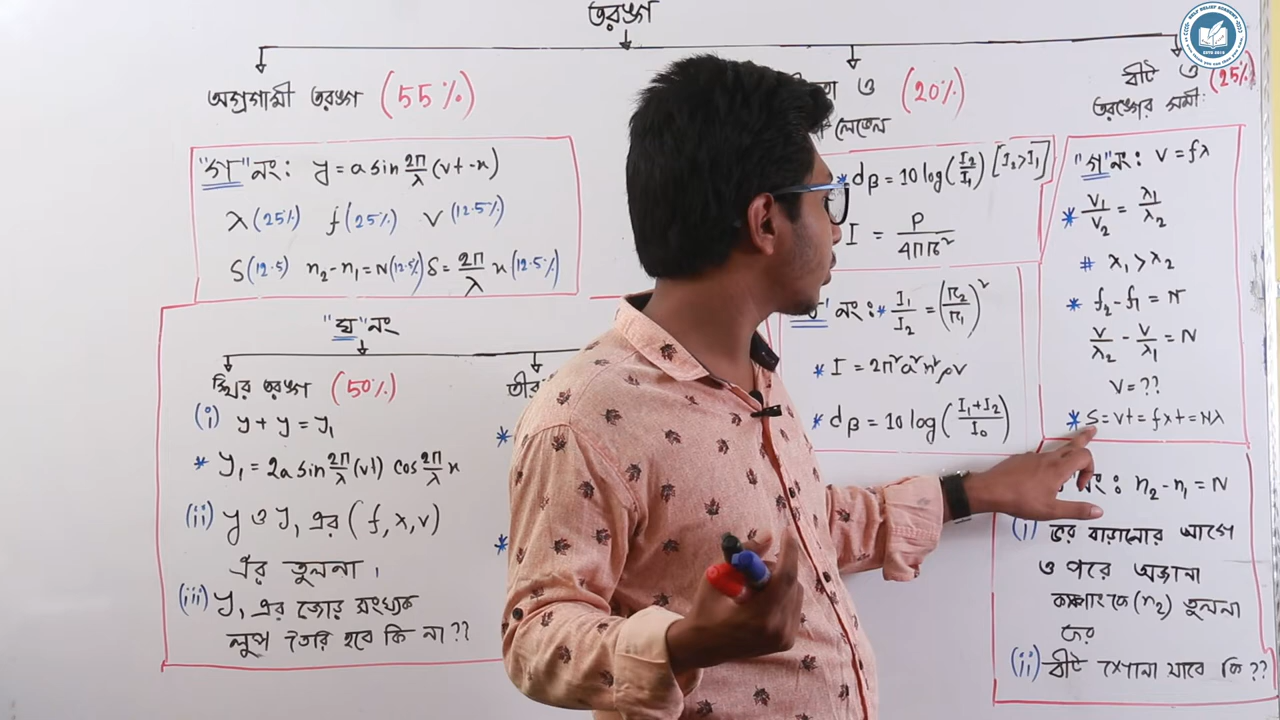 তরঙ্গ
অগ্রগামী তরঙ্গ (55%)
"গ" নং: y = a sin 2π/λ (vt-x)
λ (25%) f (25%) v (12.5%)
S (12.5) n₂-n₁=N (12.5%) δ = 2π/λ x (12.5%)
"ঘ" নং
স্থির তরঙ্গ (50%)
(i) y + y = y₁
* y₁ = 2a sin 2π/λ (vt) cos 2π/λ x
(ii) y ও y₁ এর (f, λ, v)
এর তুলনা।
(iii) y₁ এর জোড় সংখ্যক
লুপ তৈরি হবে কি না??
ও (20%)
লেভেল
* dβ = 10 log (I₂/I₁) [I₂>I₁]
I = P/4πr²
নং: * I₁/I₂ = (r₂/r₁)²
* I = 2π²a²n²ρv
* dβ = 10 log (I₁+I₂/I₀)
বীট ও (25%)
তরঙ্গের সমী:
"গ" নং: v = fλ
* v₁/v₂ = λ₁/λ₂
# λ₁ > λ₂
* f₂-f₁ = N
v/λ₂ - v/λ₁ = N
v = ??
* S = vt = fλt = Nλ
নং: n₂-n₁ = N
(i) ভর বাড়ানোর আগে
ও পরে অজানা
কম্পাংকে (n₂) তুলনা
কর
(ii) বীট শোনা যাবে কি??
SELF BELIEF ACADEMY